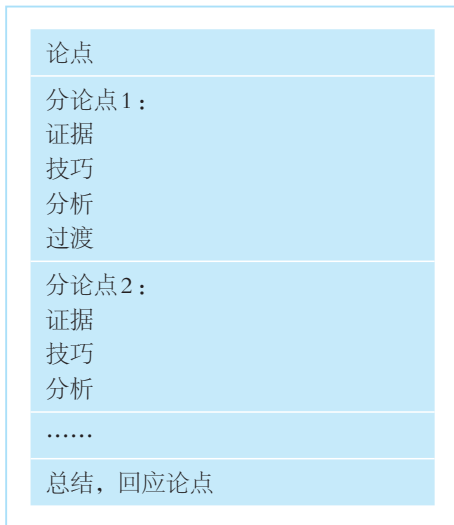 论点
分论点1：
证据
技巧
分析
过渡
分论点2：
证据
技巧
分析
……
总结，回应论点